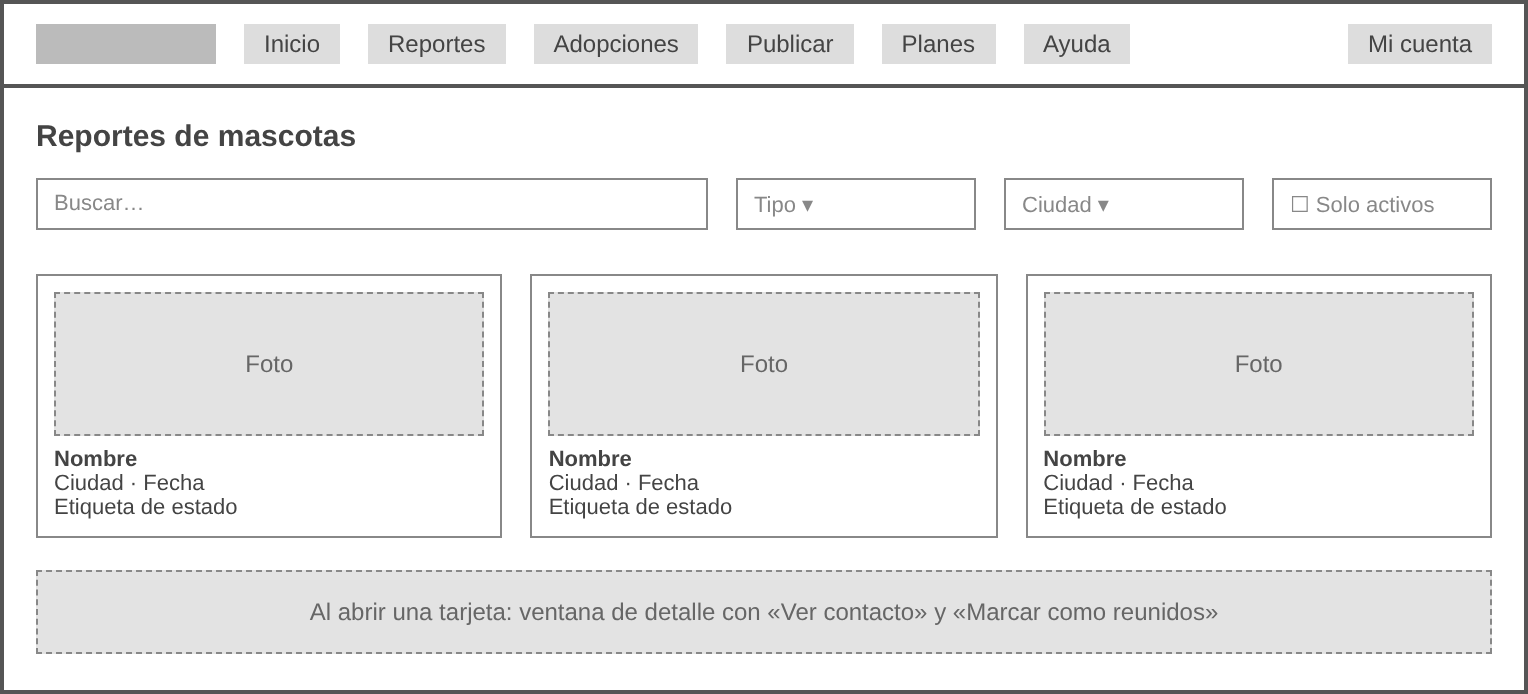 Inicio Reportes Adopciones Publicar Planes Ayuda Mi cuenta
Reportes de mascotas
Buscar… Tipo ▾ Ciudad ▾ ☐ Solo activos
Foto Foto Foto
Nombre Nombre Nombre
Ciudad · Fecha Ciudad · Fecha Ciudad · Fecha
Etiqueta de estado Etiqueta de estado Etiqueta de estado
Al abrir una tarjeta: ventana de detalle con «Ver contacto» y «Marcar como reunidos»